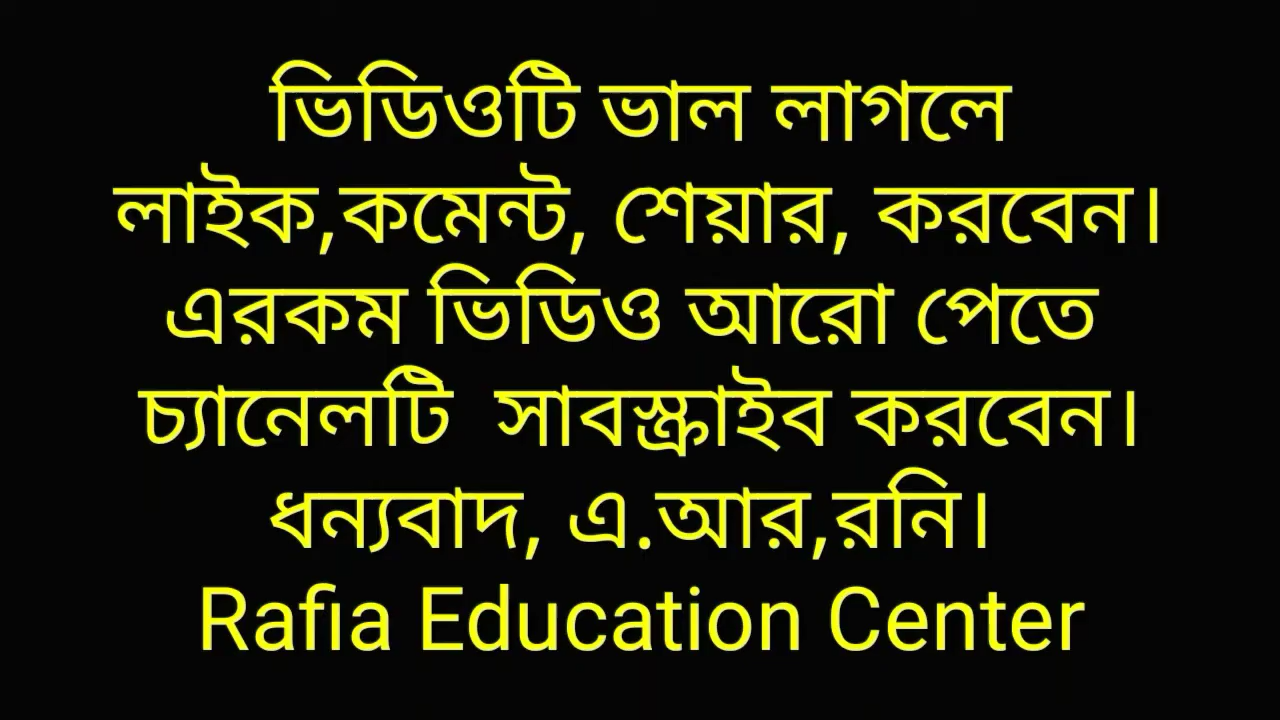 ভিডিওটি ভাল লাগলে
লাইক,কমেন্ট, শেয়ার, করবেন।
এরকম ভিডিও আরো পেতে
চ্যানেলটি  সাবস্ক্রাইব করবেন।
ধন্যবাদ, এ.আর,রনি।
Rafia Education Center